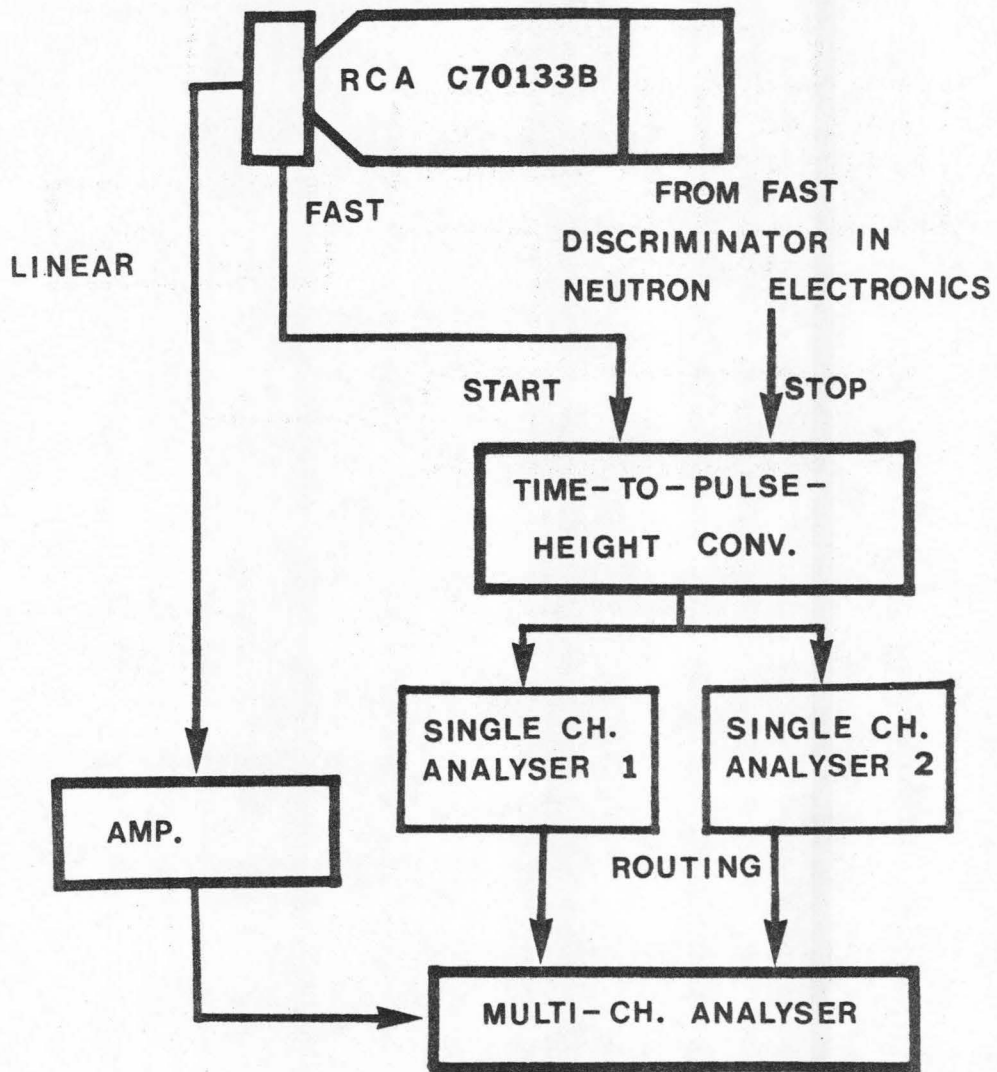 RCA C70133B
FAST
LINEAR
FROM FAST
DISCRIMINATOR IN
NEUTRON ELECTRONICS
START
STOP
TIME-TO-PULSE-
HEIGHT CONV.
SINGLE CH.
ANALYSER 1
SINGLE CH.
ANALYSER 2
AMP.
ROUTING
MULTI-CH. ANALYSER